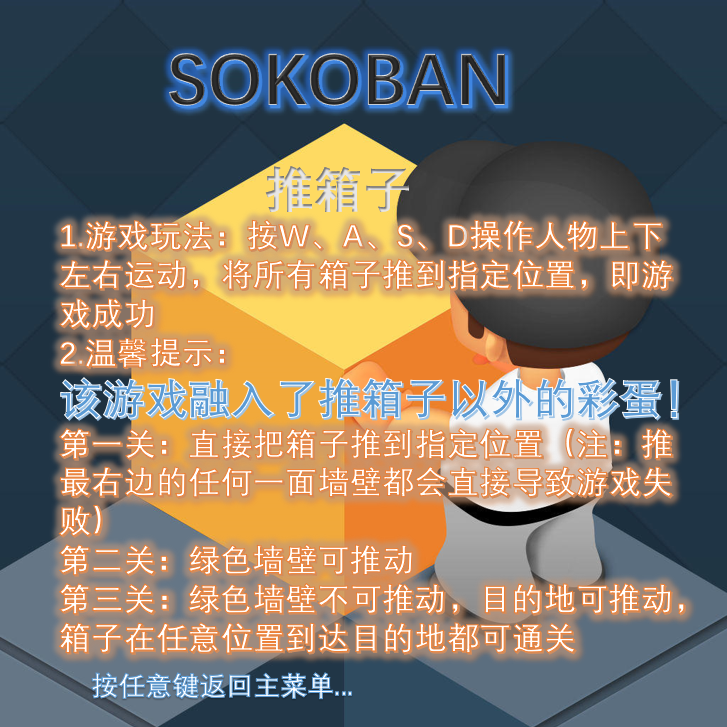 SOKOBAN
推箱子
1.游戏玩法：按W、A、S、D操作人物上下
左右运动，将所有箱子推到指定位置，即游
戏成功
2.温馨提示：
该游戏融入了推箱子以外的彩蛋！
第一关：直接把箱子推到指定位置（注：推
最右边的任何一面墙壁都会直接导致游戏失
败）
第二关：绿色墙壁可推动
第三关：绿色墙壁不可推动，目的地可推动，
箱子在任意位置到达目的地都可通关
按任意键返回主菜单...